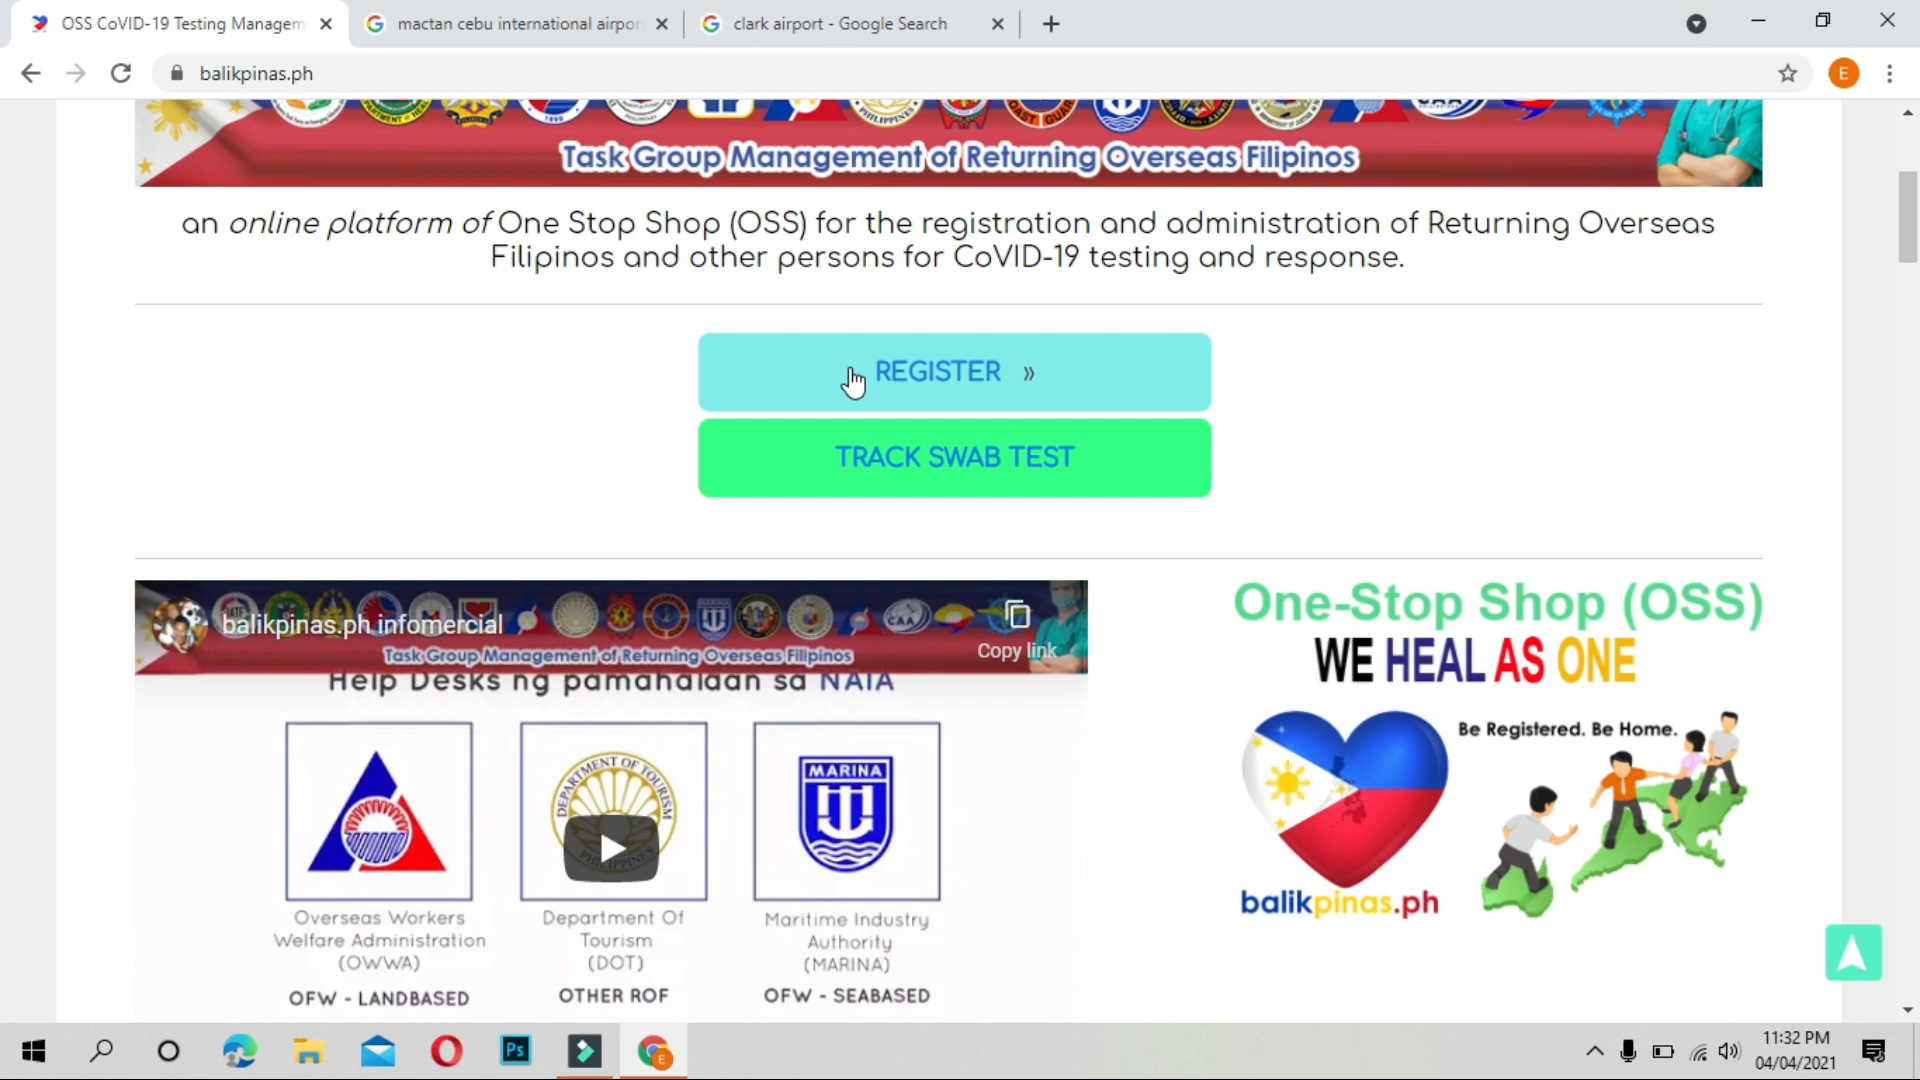 OSS CoVID-19 Testing Managem
mactan cebu international airpor
clark airport - Google Search
balikpinas.ph
E
Task Group Management of Returning Overseas Filipinos
an online platform of One Stop Shop (OSS) for the registration and administration of Returning Overseas
Filipinos and other persons for CoVID-19 testing and response.
REGISTER »
TRACK SWAB TEST
balikpinas.ph infomercial
Copy link
Task Group Management of Returning Overseas Filipinos
Help Desks ng pamahalaan sa NAIA
DEPARTMENT OF TOURISM
PHILIPPINES
MARINA
Overseas Workers
Welfare Administration
(OWWA)
OFW - LANDBASED
Department Of
Tourism
(DOT)
OTHER ROF
Maritime Industry
Authority
(MARINA)
OFW - SEABASED
One-Stop Shop (OSS)
WE HEAL AS ONE
Be Registered. Be Home.
balikpinas.ph
Ps
E
11:32 PM
04/04/2021